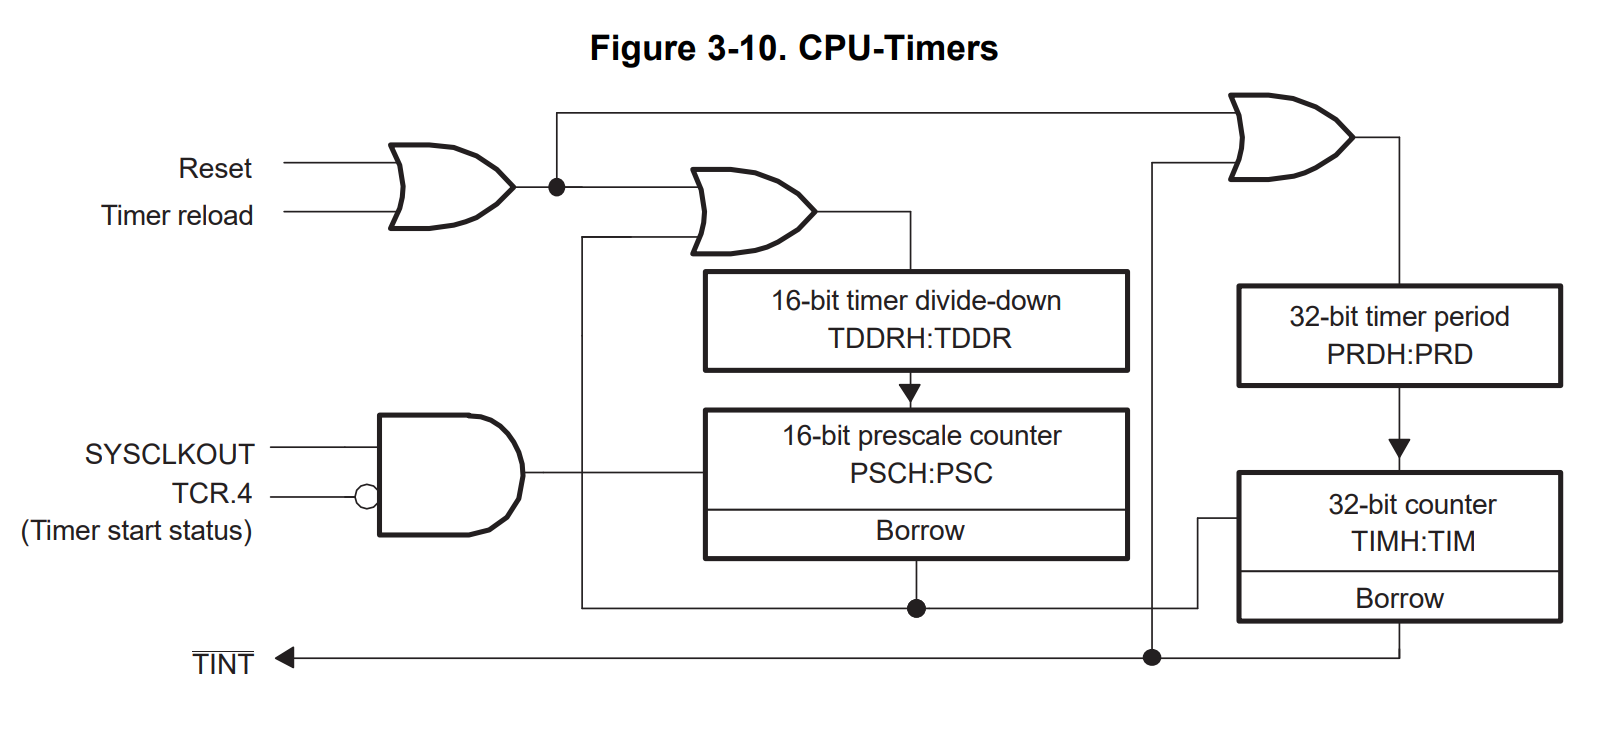 Figure 3-10. CPU-Timers
Reset
Timer reload
16-bit timer divide-down
TDDRH:TDDR
32-bit timer period
PRDH:PRD
SYSCLKOUT
TCR.4
(Timer start status)
16-bit prescale counter
PSCH:PSC
Borrow
32-bit counter
TIMH:TIM
Borrow
TINT